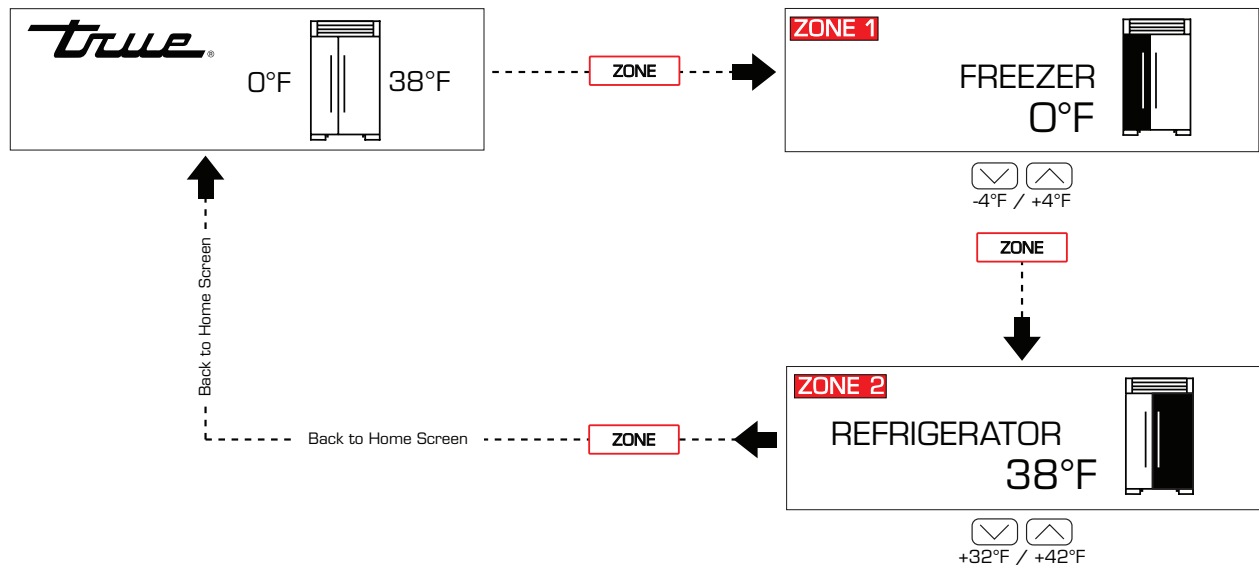 true®
0°F
38°F
ZONE
ZONE 1
FREEZER
0°F
-4°F / +4°F
ZONE
ZONE 2
REFRIGERATOR
38°F
+32°F / +42°F
ZONE
Back to Home Screen
Back to Home Screen